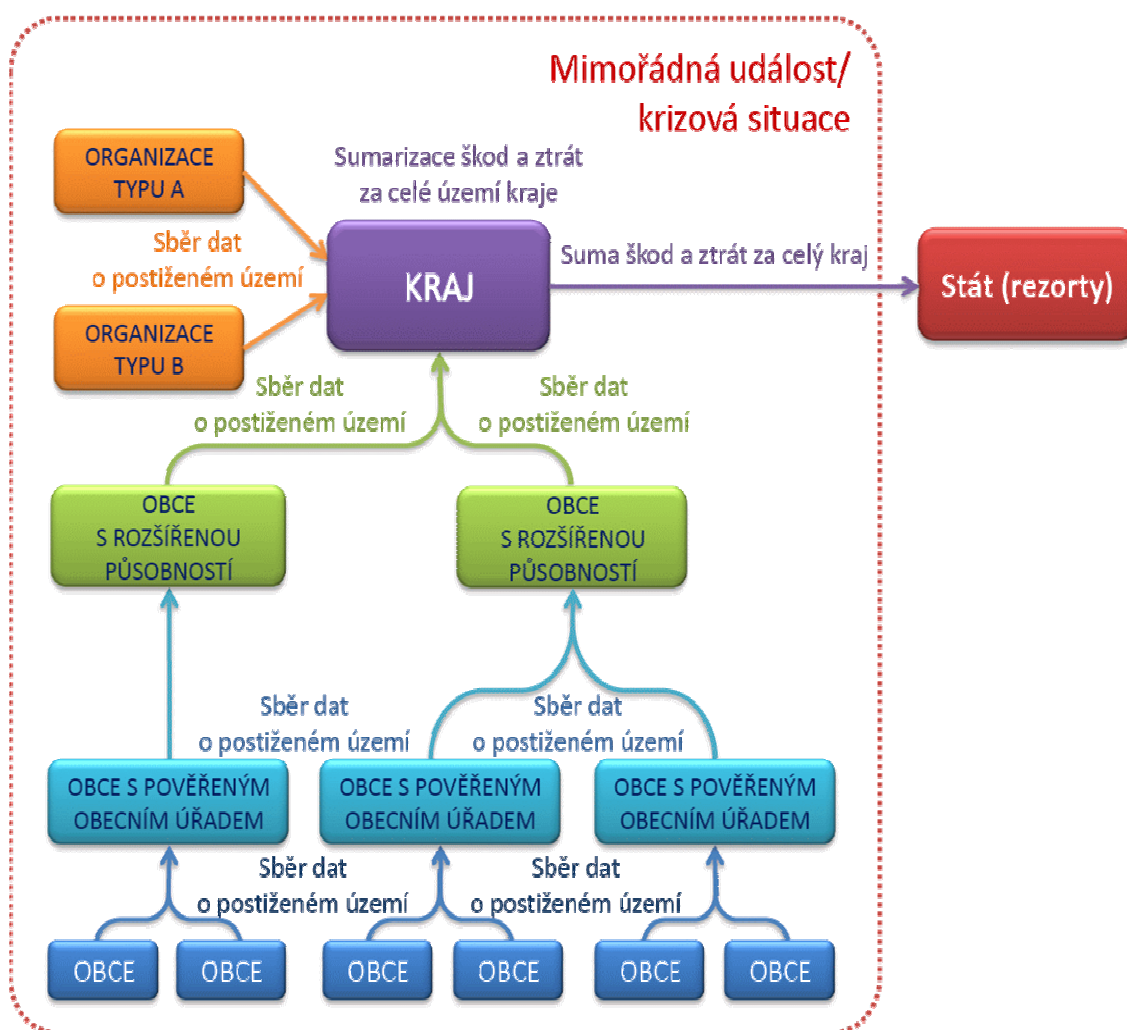 Mimořádná událost/
krizová situace
ORGANIZACE
TYPU A
Sumarizace škod a ztrát
za celé území kraje
Sběr dat
o postiženém území
KRAJ
Suma škod a ztrát za celý kraj
Stát (rezorty)
ORGANIZACE
TYPU B
Sběr dat
o postiženém území
Sběr dat
o postiženém území
OBCE
S ROZŠÍŘENOU
PŮSOBNOSTÍ
OBCE
S ROZŠÍŘENOU
PŮSOBNOSTÍ
Sběr dat
o postiženém území
Sběr dat
o postiženém území
OBCE S POVĚŘENÝM
OBECNÍM ÚŘADEM
OBCE S POVĚŘENÝM
OBECNÍM ÚŘADEM
OBCE S POVĚŘENÝM
OBECNÍM ÚŘADEM
Sběr dat
o postiženém území
Sběr dat
o postiženém území
OBCE
OBCE
OBCE
OBCE
OBCE
OBCE